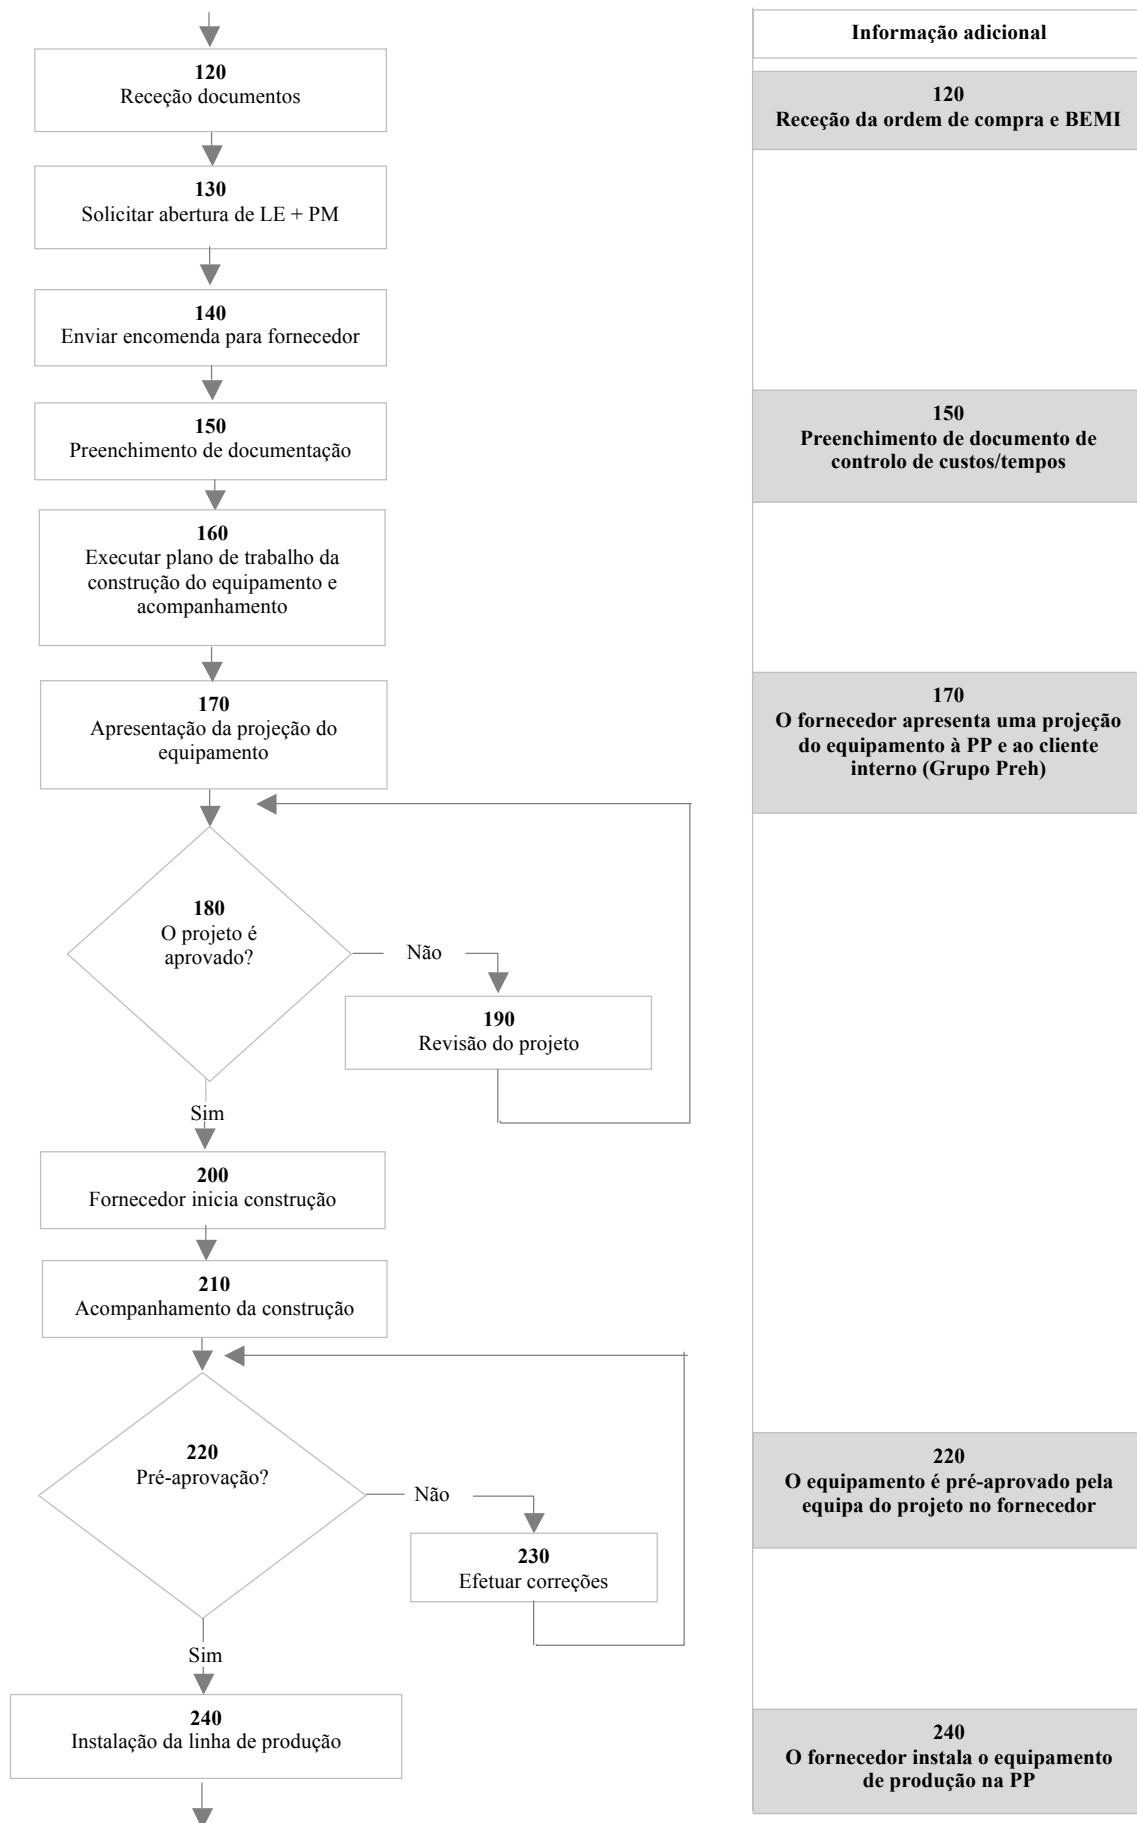 120
Receção documentos
130
Solicitar abertura de LE + PM
140
Enviar encomenda para fornecedor
150
Preenchimento de documentação
160
Executar plano de trabalho da
construção do equipamento e
acompanhamento
170
Apresentação da projeção do
equipamento
180
O projeto é
aprovado?
Não
190
Revisão do projeto
Sim
200
Fornecedor inicia construção
210
Acompanhamento da construção
220
Pré-aprovação?
Não
230
Efetuar correções
Sim
240
Instalação da linha de produção
Informação adicional
120
Receção da ordem de compra e BEMI
150
Preenchimento de documento de
controlo de custos/tempos
170
O fornecedor apresenta uma projeção
do equipamento à PP e ao cliente
interno (Grupo Preh)
220
O equipamento é pré-aprovado pela
equipa do projeto no fornecedor
240
O fornecedor instala o equipamento
de produção na PP